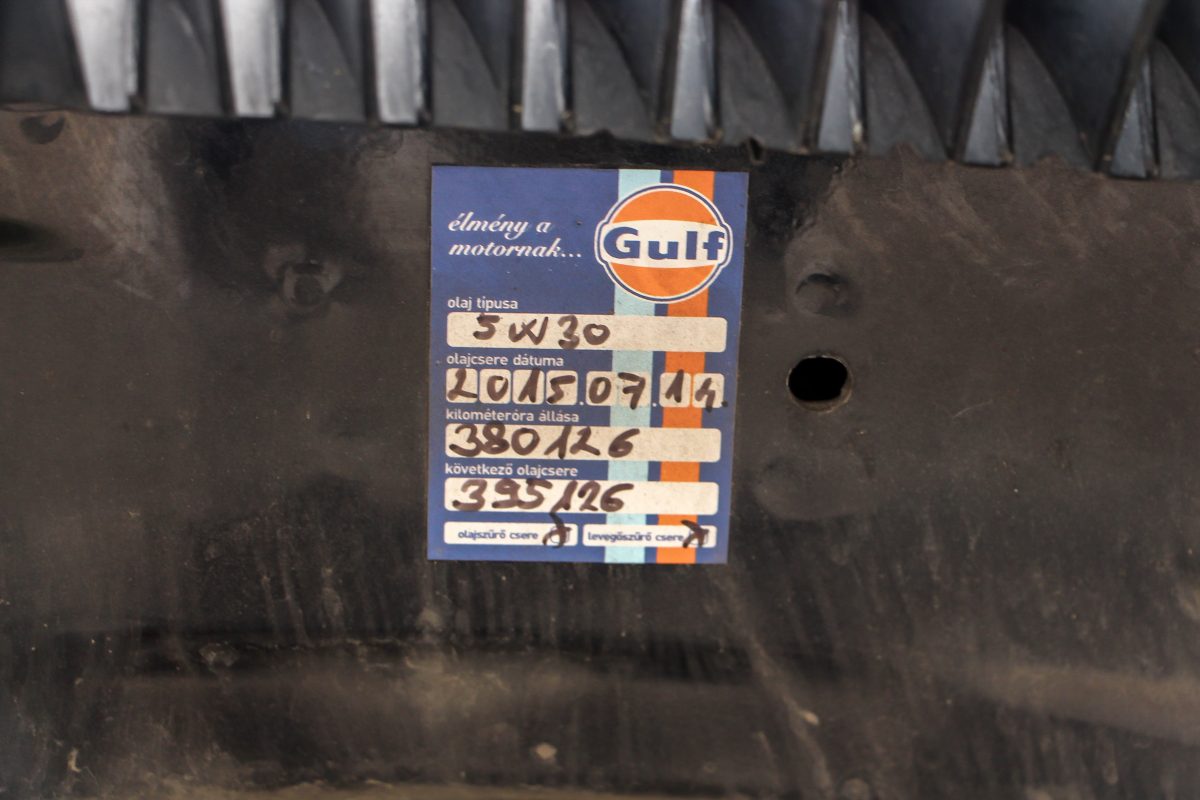 élmény a
motornak...
Gulf
olaj típusa
5W30
olajcsere dátuma
2015.07.14.
kilométeróra állása
380126
következő olajcsere
395126
olajszűrő csere
levegőszűrő csere